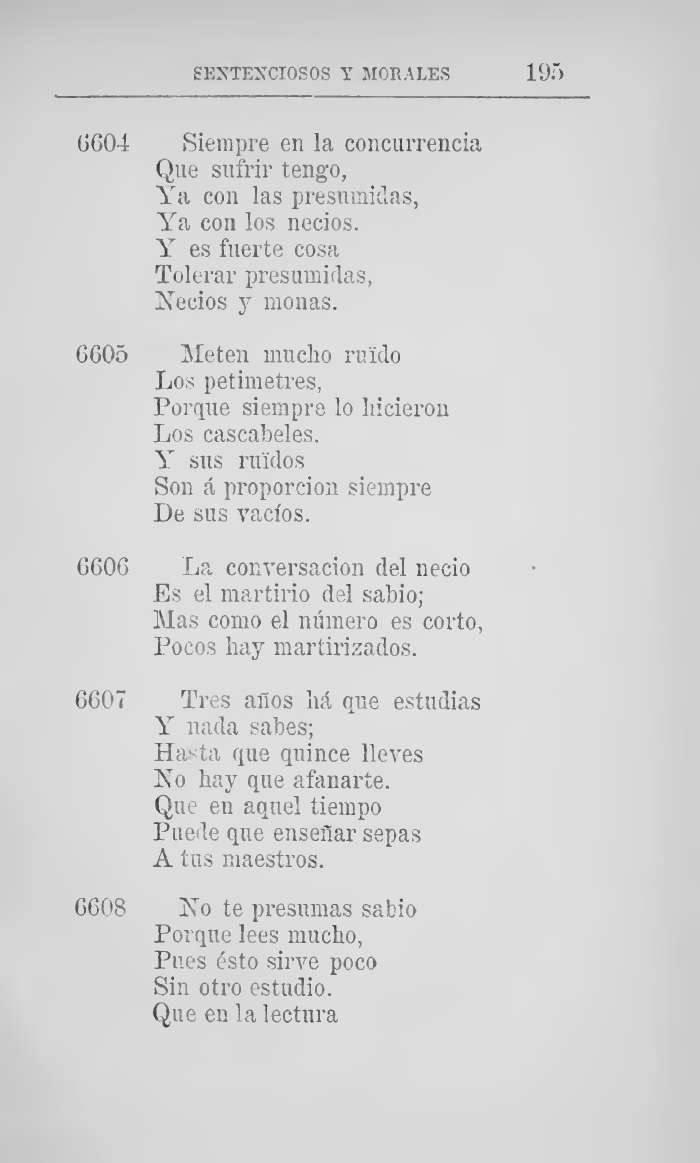 SENTENCIOSOS Y MORALES 195
6604 Siempre en la concurrencia
Que sufrir tengo,
Ya con las presumidas,
Ya con los necios.
Y es fuerte cosa
Tolerar presumidas,
Necios y monas.
6605 Meten mucho ruïdo
Los petimetres,
Porque siempre lo hicieron
Los cascabeles.
Y sus ruïdos
Son á proporcion siempre
De sus vacíos.
6606 La conversacion del necio
Es el martirio del sabio;
Mas como el número es corto,
Pocos hay martirizados.
6607 Tres años há que estudias
Y nada sabes;
Hasta que quince lleves
No hay que afanarte.
Que en aquel tiempo
Puede que enseñar sepas
A tus maestros.
6608 No te presumas sabio
Porque lees mucho,
Pues ésto sirve poco
Sin otro estudio.
Que en la lectura